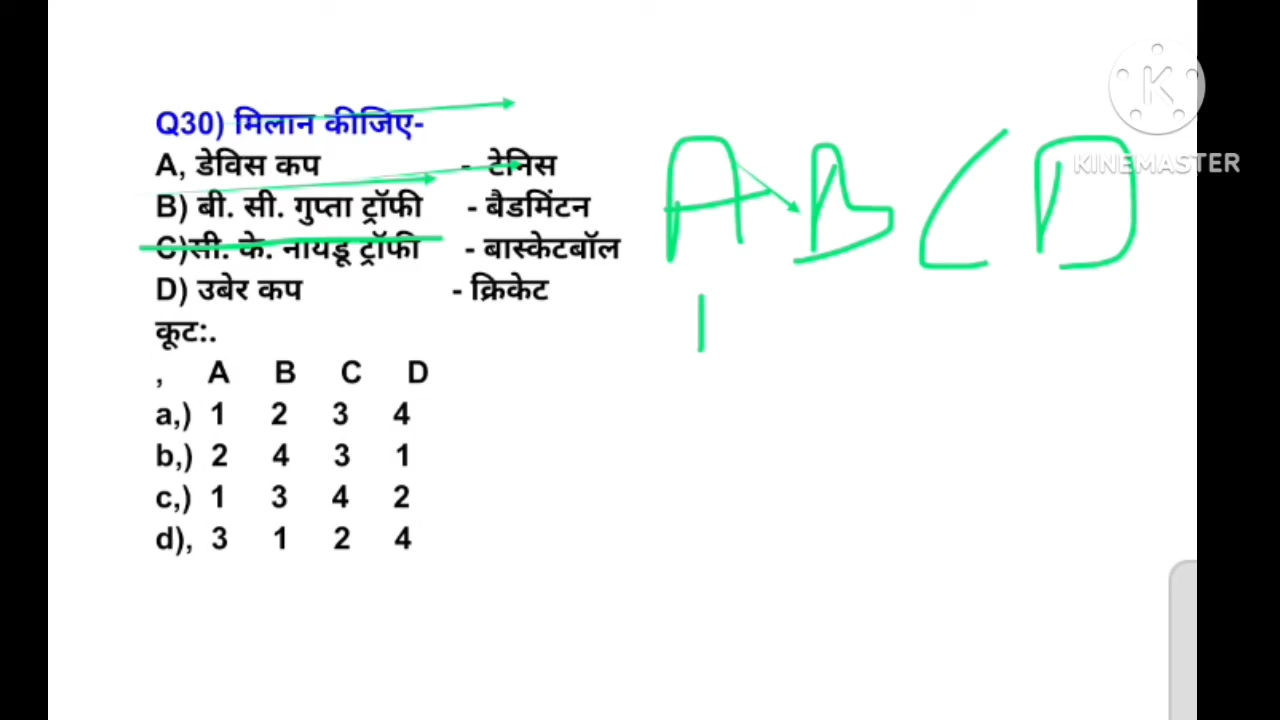 Q30) मिलान कीजिए-
A, डेविस कप - टेनिस
B) बी. सी. गुप्ता ट्रॉफी - बैडमिंटन
C)सी. के. नायडू ट्रॉफी - बास्केटबॉल
D) उबेर कप - क्रिकेट
कूट:.
, A B C D
a,) 1 2 3 4
b,) 2 4 3 1
c,) 1 3 4 2
d), 3 1 2 4
A B C D
1
K
KINEMASTER